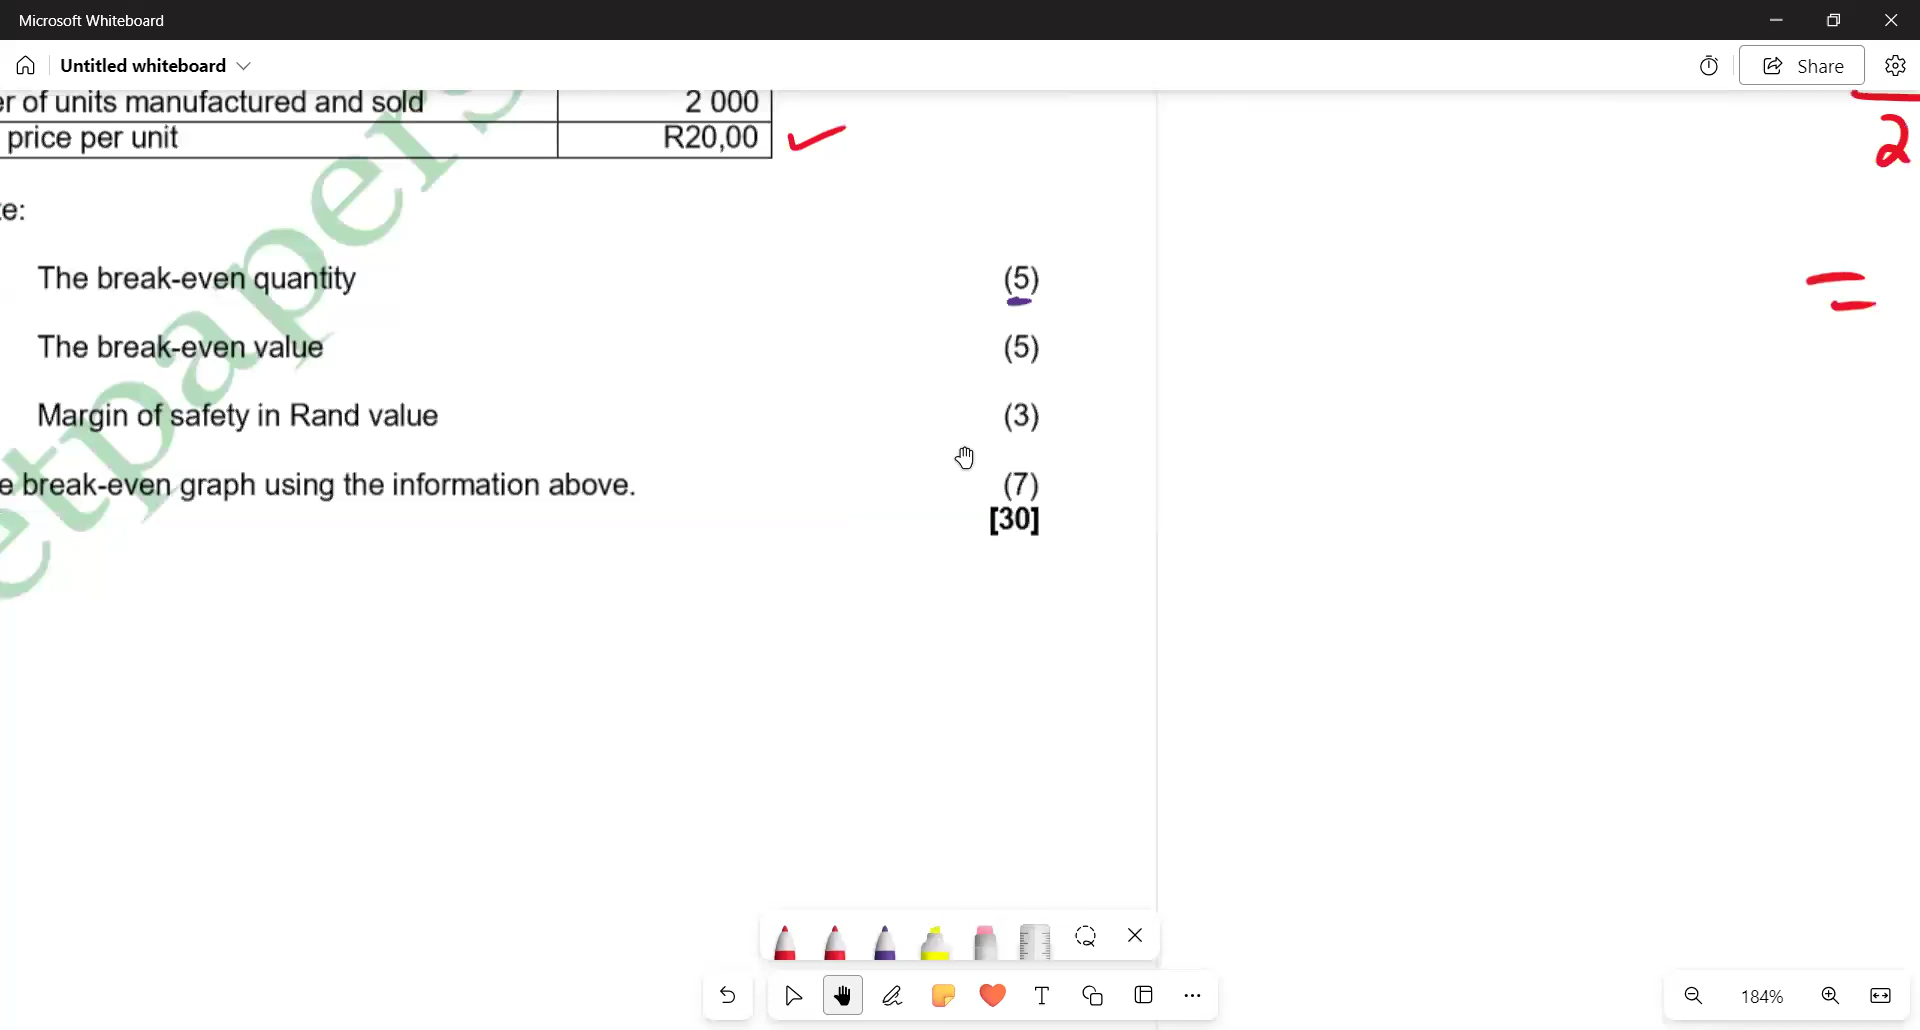 Microsoft Whiteboard
Untitled whiteboard
Share
er of units manufactured and sold 2 000
price per unit R20,00
2
e:
The break-even quantity (5)
=
The break-even value (5)
Margin of safety in Rand value (3)
e break-even graph using the information above. (7)
[30]
etpapers
T
184%